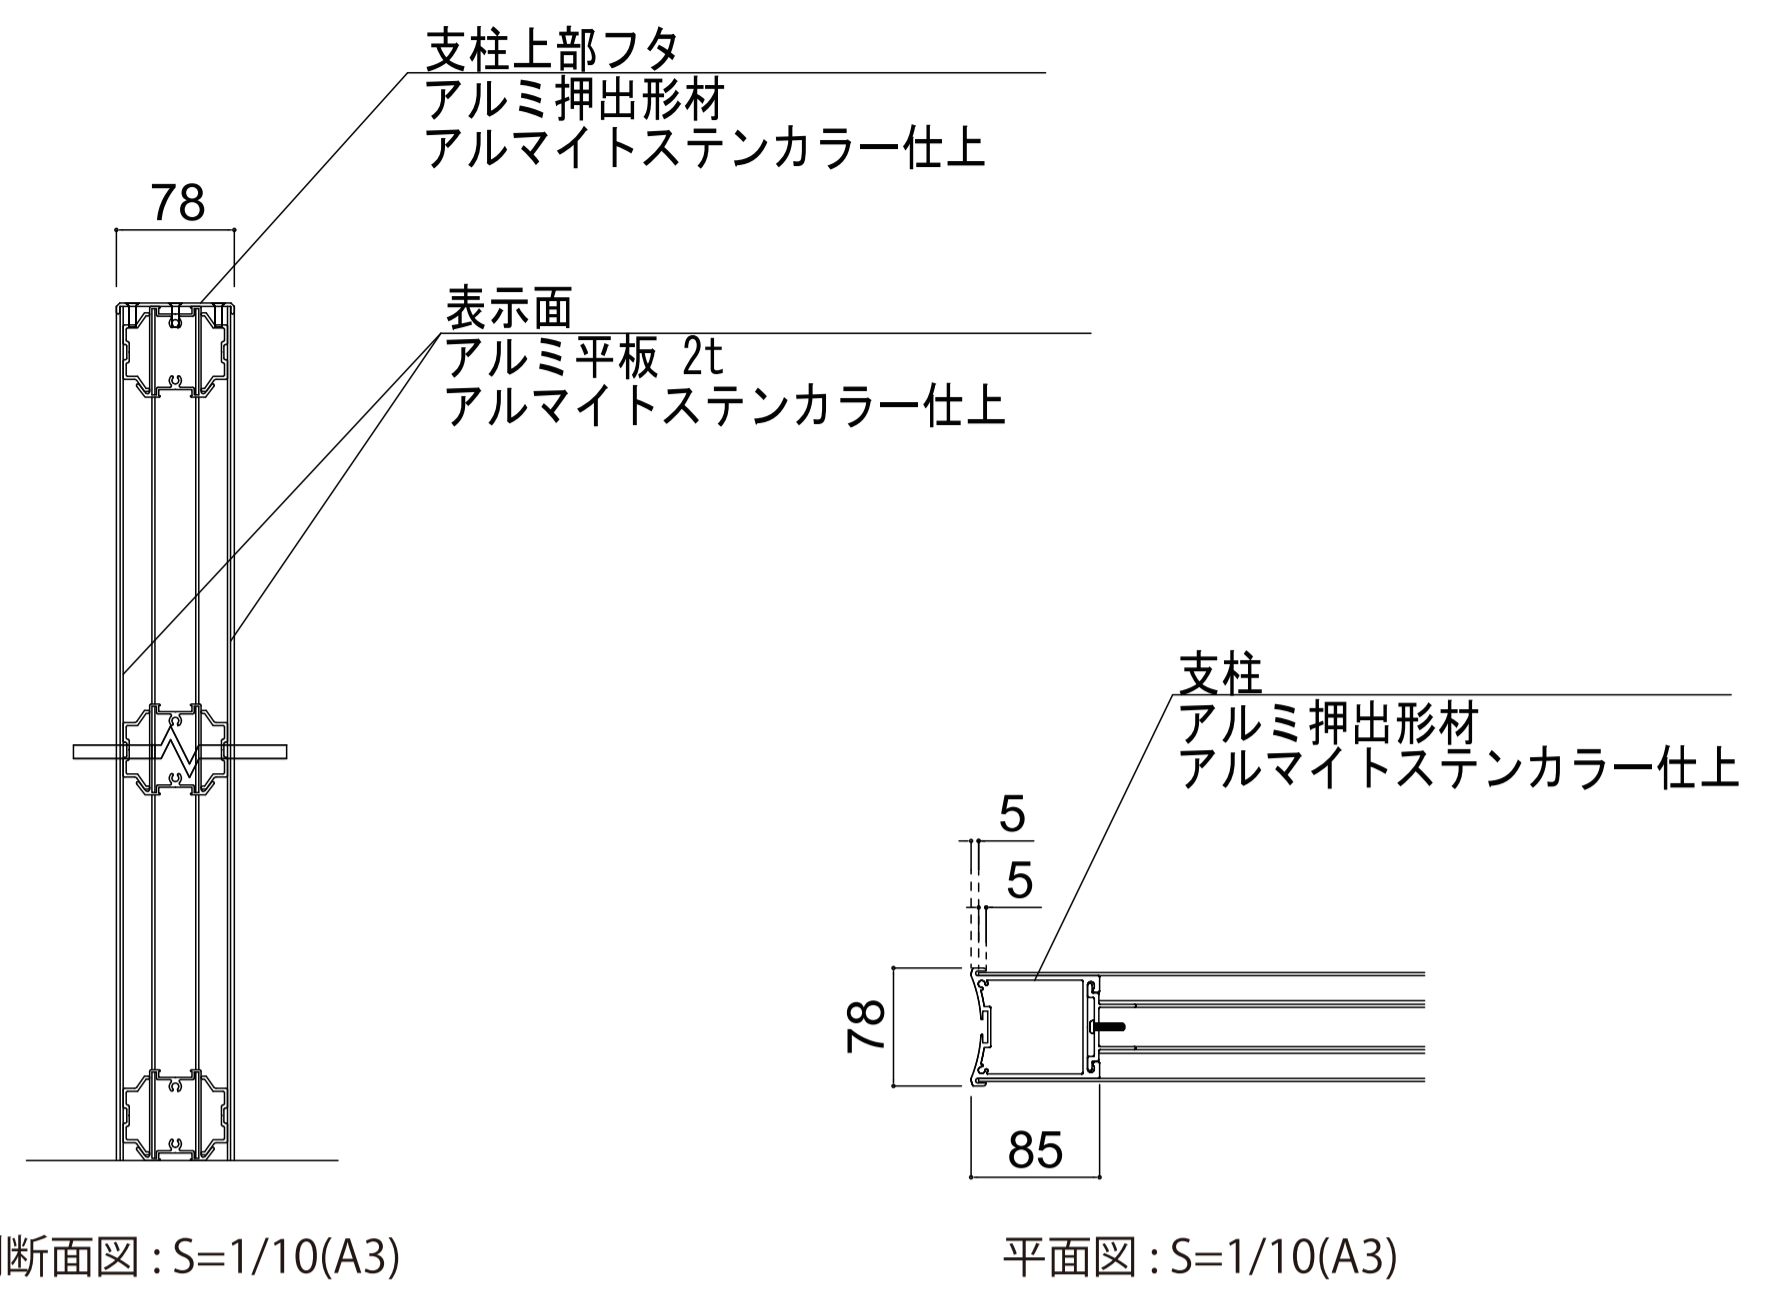 支柱上部フタ
アルミ押出形材
アルマイトステンカラー仕上
78
表示面
アルミ平板 2t
アルマイトステンカラー仕上
支柱
アルミ押出形材
アルマイトステンカラー仕上
5
5
78
85
断面図 : S=1/10(A3)
平面図 : S=1/10(A3)